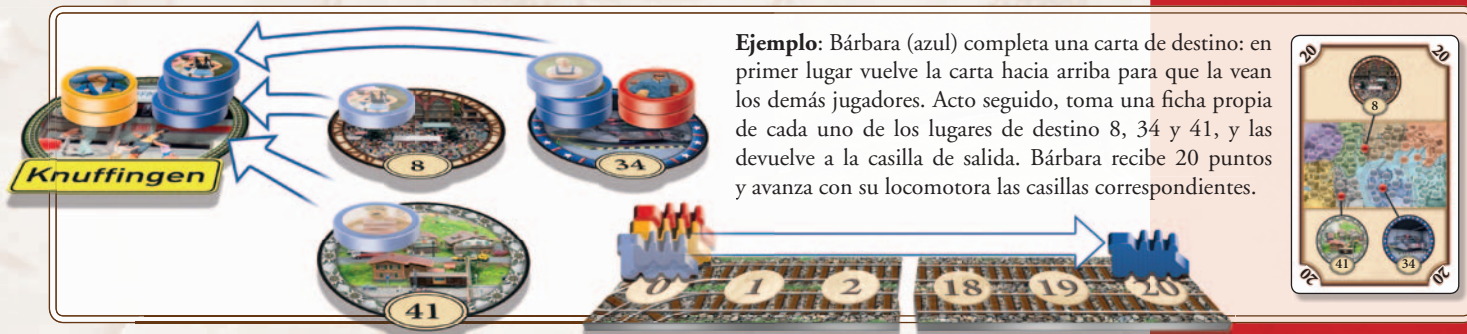 Ejemplo: Bárbara (azul) completa una carta de destino: en
primer lugar vuelve la carta hacia arriba para que la vean
los demás jugadores. Acto seguido, toma una ficha propia
de cada uno de los lugares de destino 8, 34 y 41, y las
devuelve a la casilla de salida. Bárbara recibe 20 puntos
y avanza con su locomotora las casillas correspondientes.
Knuffingen
8
34
41
0 1 2 18 19 20
20 20
8
41 34
20 20